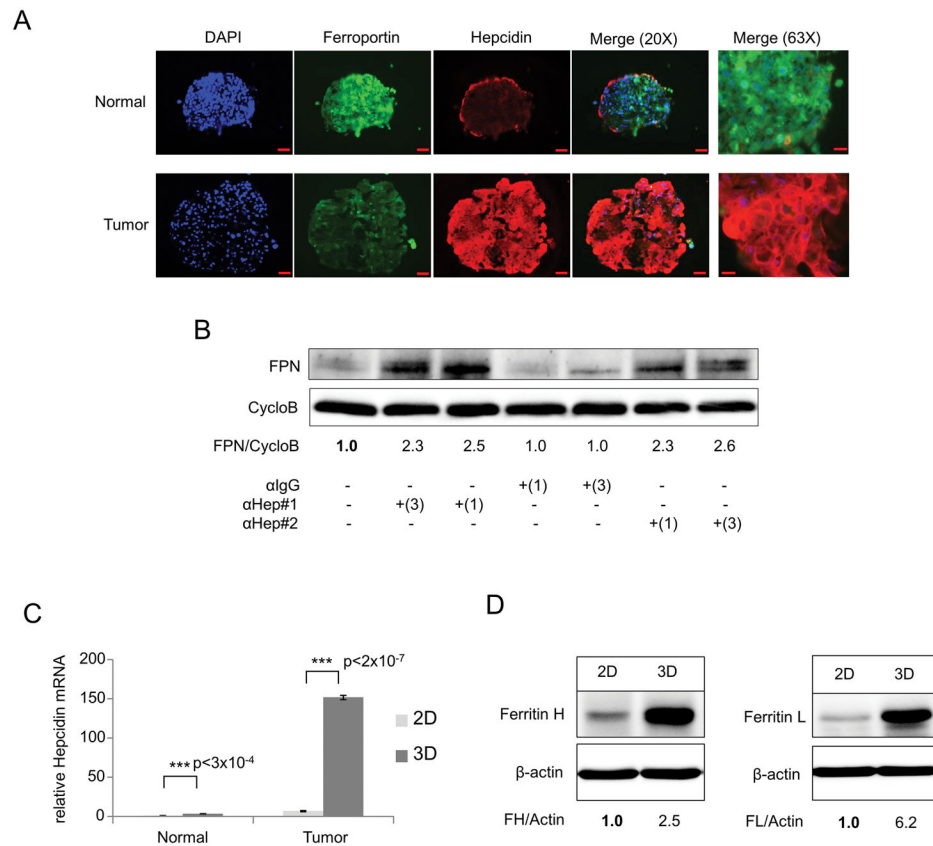 A
DAPI Ferroportin Hepcidin Merge (20X) Merge (63X)
Normal
Tumor
B
FPN
CycloB
FPN/CycloB 1.0 2.3 2.5 1.0 1.0 2.3 2.6
αIgG - - - +(1) +(3) - -
αHep#1 - +(3) +(1) - - - -
αHep#2 - - - - - +(1) +(3)
C
relative Hepcidin mRNA
200
150
100
50
0
*** p<3x10⁻⁴
*** p<2x10⁻⁷
2D
3D
Normal Tumor
D
2D 3D
Ferritin H
β-actin
FH/Actin 1.0 2.5
2D 3D
Ferritin L
β-actin
FL/Actin 1.0 6.2